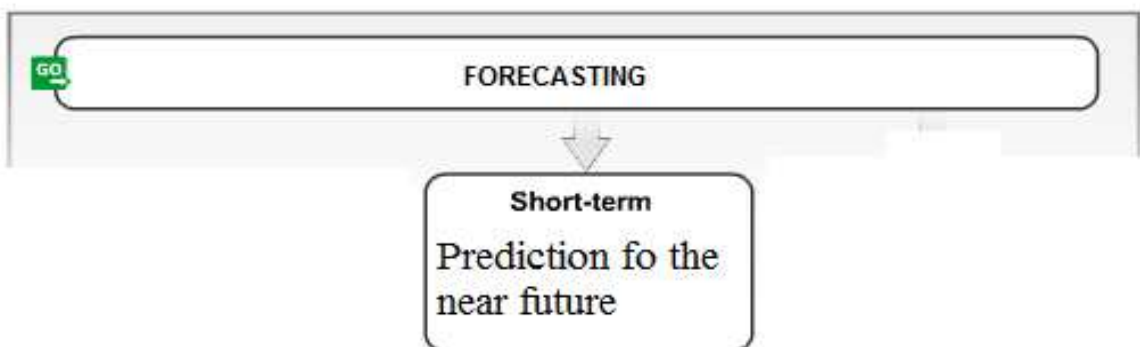 GO
FORECASTING
Short-term
Prediction fo the
near future